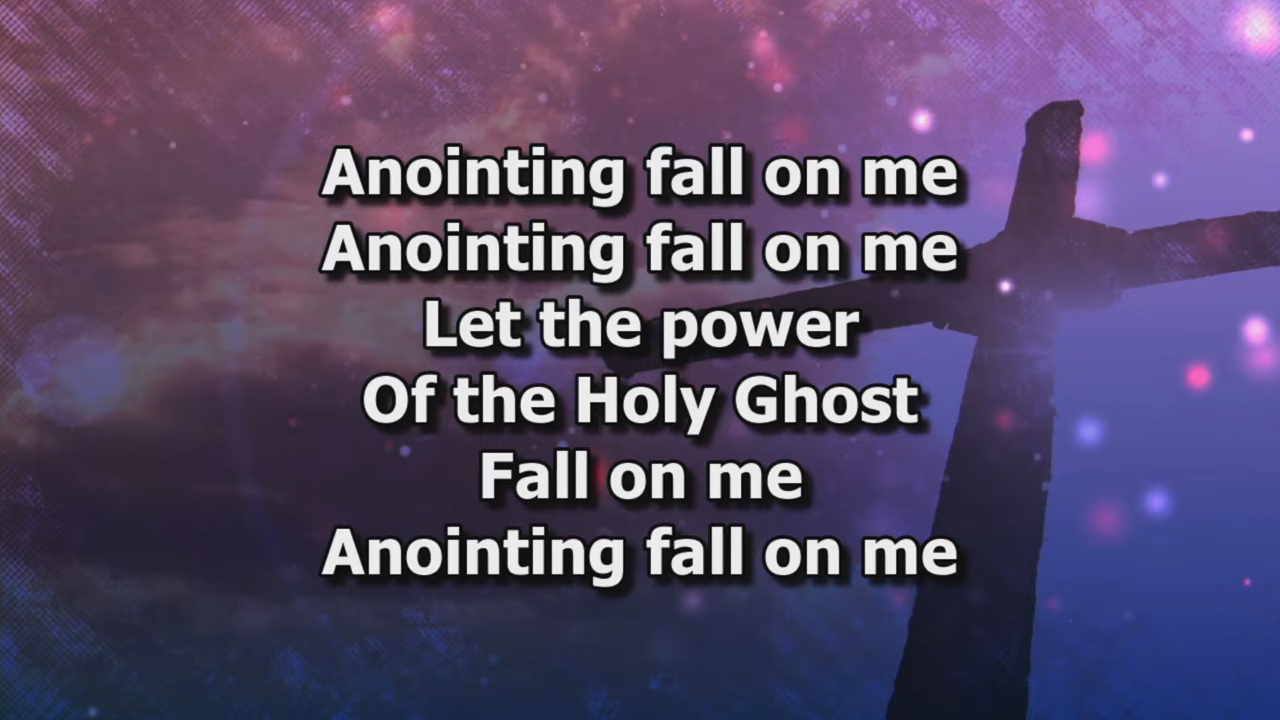 Anointing fall on me
Anointing fall on me
Let the power
Of the Holy Ghost
Fall on me
Anointing fall on me